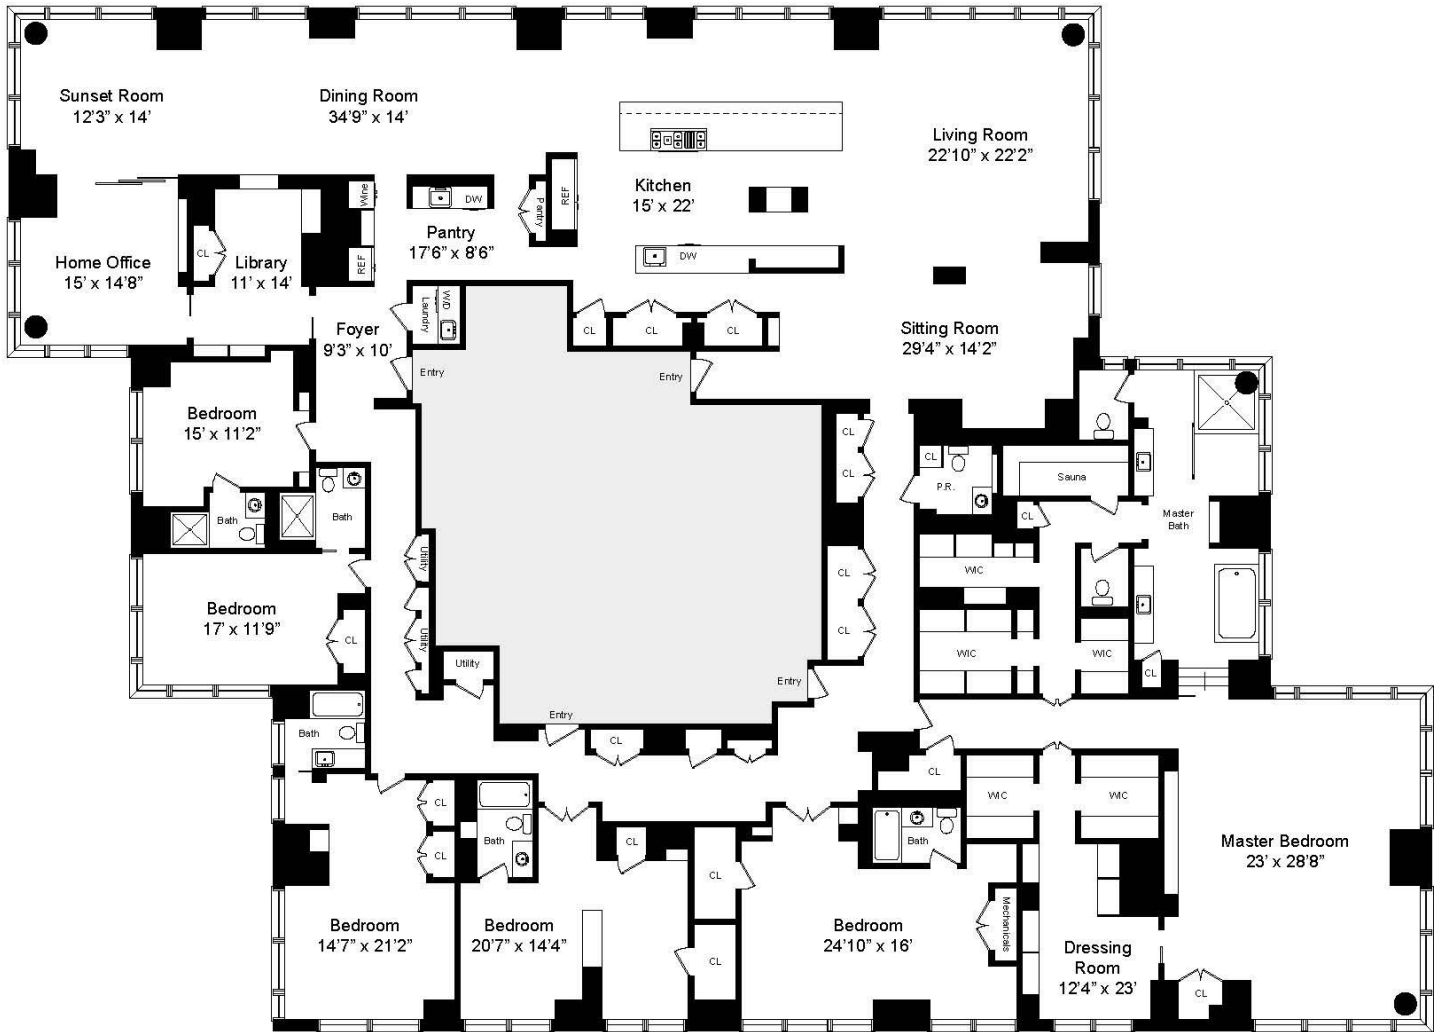 Sunset Room
12'3" x 14'
Dining Room
34'9" x 14'
Living Room
22'10" x 22'2"
Kitchen
15' x 22'
Wine
DW
Pantry
REF
Pantry
17'6" x 8'6"
Home Office
15' x 14'8"
CL
Library
11' x 14'
REF
DW
Laundry
W/D
Foyer
9'3" x 10'
CL
CL
CL
Sitting Room
29'4" x 14'2"
Entry
Entry
Bedroom
15' x 11'2"
CL
CL
CL
P.R.
Sauna
Bath
Bath
CL
Master
Bath
Utility
WIC
CL
Bedroom
17' x 11'9"
CL
Utility
CL
WIC
WIC
Utility
CL
Entry
Entry
Bath
CL
CL
WIC
WIC
CL
CL
Bath
CL
Bath
Master Bedroom
23' x 28'8"
CL
Bedroom
14'7" x 21'2"
Bedroom
20'7" x 14'4"
Bedroom
24'10" x 16'
Mechanicals
CL
Dressing
Room
12'4" x 23'
CL